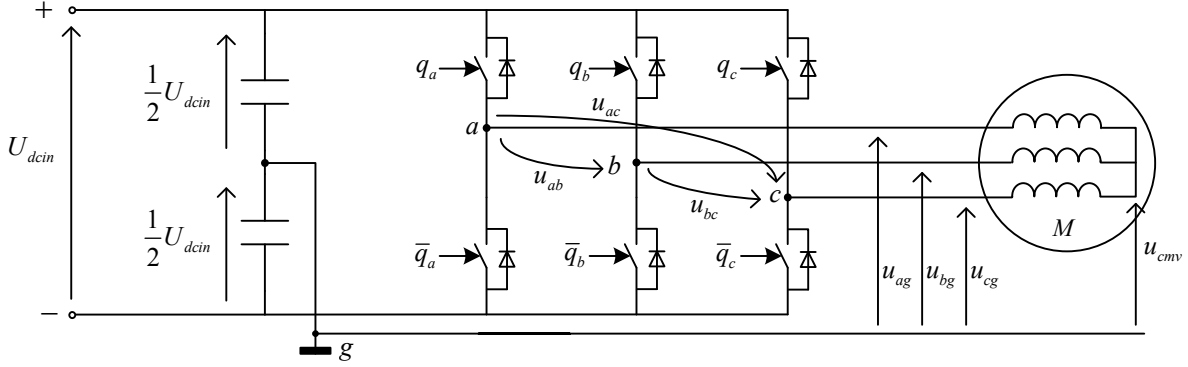 +
1/2 U_dcin
U_dcin
1/2 U_dcin
−
g
q_a
q_b
q_c
a
u_ac
b
u_ab
c
u_bc
q̅_a
q̅_b
q̅_c
M
u_ag
u_bg
u_cg
u_cmv